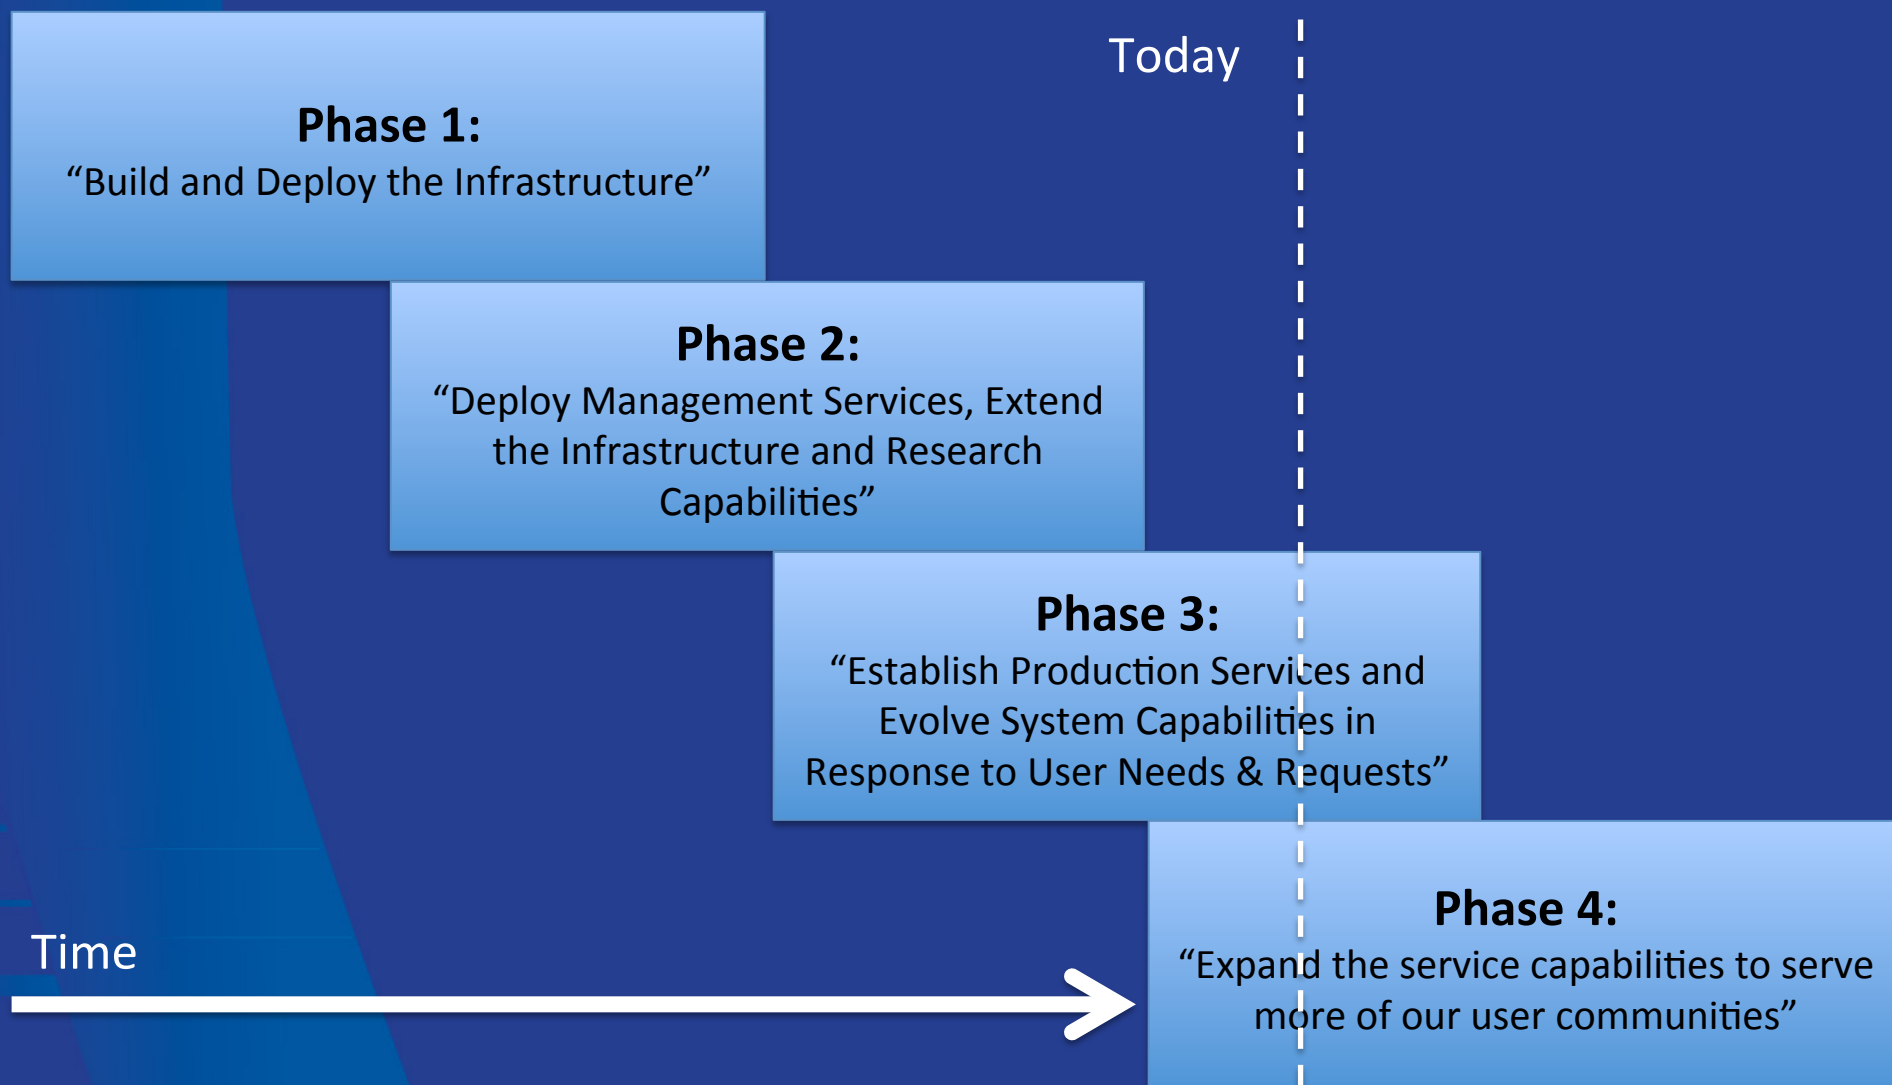 Today
Phase 1:
“Build and Deploy the Infrastructure”
Phase 2:
“Deploy Management Services, Extend
the Infrastructure and Research
Capabilities”
Phase 3:
“Establish Production Services and
Evolve System Capabilities in
Response to User Needs & Requests”
Phase 4:
“Expand the service capabilities to serve
more of our user communities”
Time